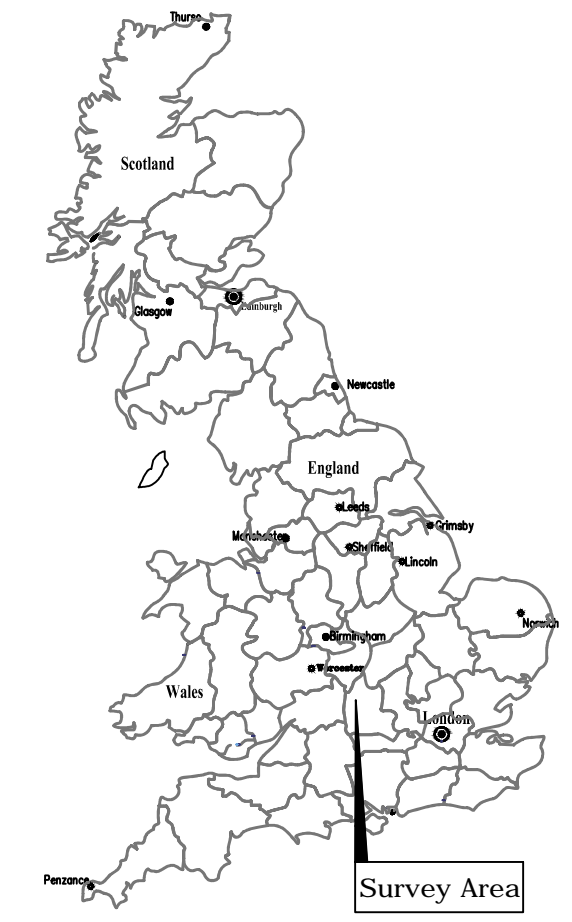 Thurso
Scotland
Edinburgh
Glasgow
Newcastle
England
Leeds
Grimsby
Manchester
Sheffield
Lincoln
Norwich
Birmingham
Worcester
Wales
London
Penzance
Survey Area